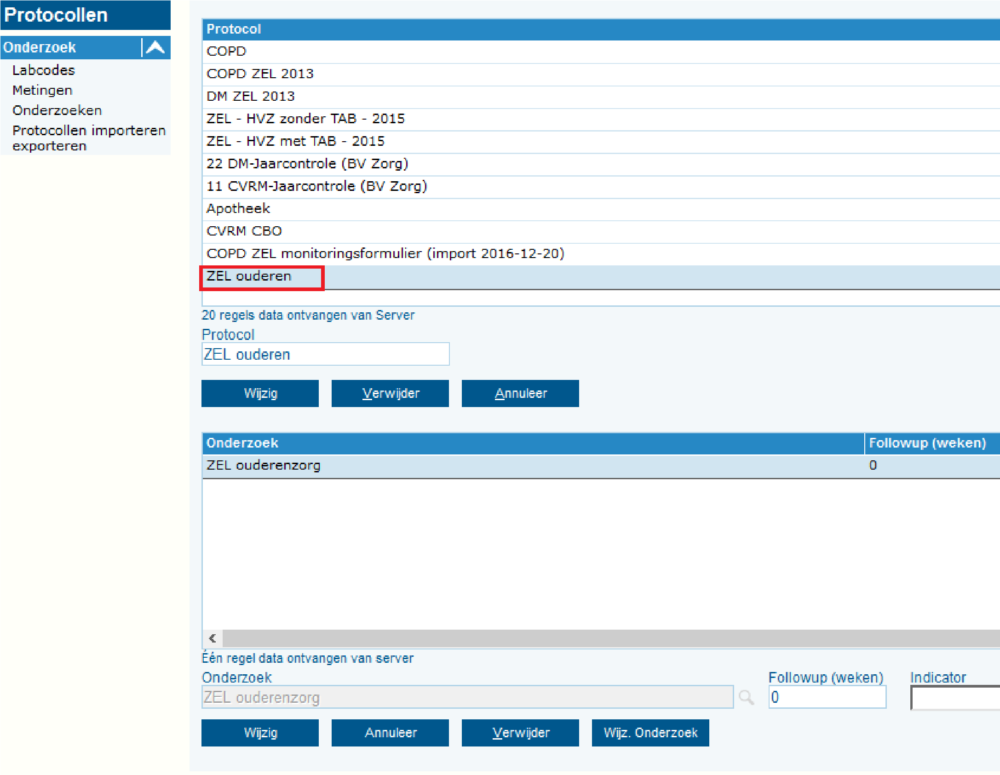 Protocollen
Onderzoek
Labcodes
Metingen
Onderzoeken
Protocollen importeren
exporteren
Protocol
COPD
COPD ZEL 2013
DM ZEL 2013
ZEL - HVZ zonder TAB - 2015
ZEL - HVZ met TAB - 2015
22 DM-Jaarcontrole (BV Zorg)
11 CVRM-Jaarcontrole (BV Zorg)
Apotheek
CVRM CBO
COPD ZEL monitoringsformulier (import 2016-12-20)
ZEL ouderen
20 regels data ontvangen van Server
Protocol
ZEL ouderen
Wijzig Verwijder Annuleer
Onderzoek Followup (weken)
ZEL ouderenzorg 0
Één regel data ontvangen van server
Onderzoek Followup (weken) Indicator
ZEL ouderenzorg 0
Wijzig Annuleer Verwijder Wijz. Onderzoek